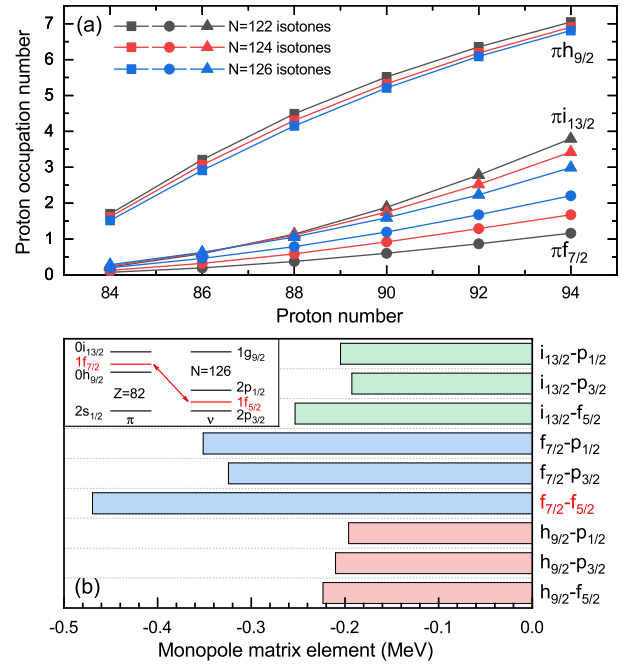 (a)
N=122 isotones
N=124 isotones
N=126 isotones
πh9/2
πi13/2
πf7/2
7
6
5
4
3
2
1
0
Proton occupation number
84 86 88 90 92 94
Proton number
0i13/2
1f7/2
0h9/2
Z=82
2s1/2
π
1g9/2
N=126
2p1/2
1f5/2
2p3/2
ν
i13/2-p1/2
i13/2-p3/2
i13/2-f5/2
f7/2-p1/2
f7/2-p3/2
f7/2-f5/2
h9/2-p1/2
h9/2-p3/2
h9/2-f5/2
(b)
-0.5 -0.4 -0.3 -0.2 -0.1 0.0
Monopole matrix element (MeV)